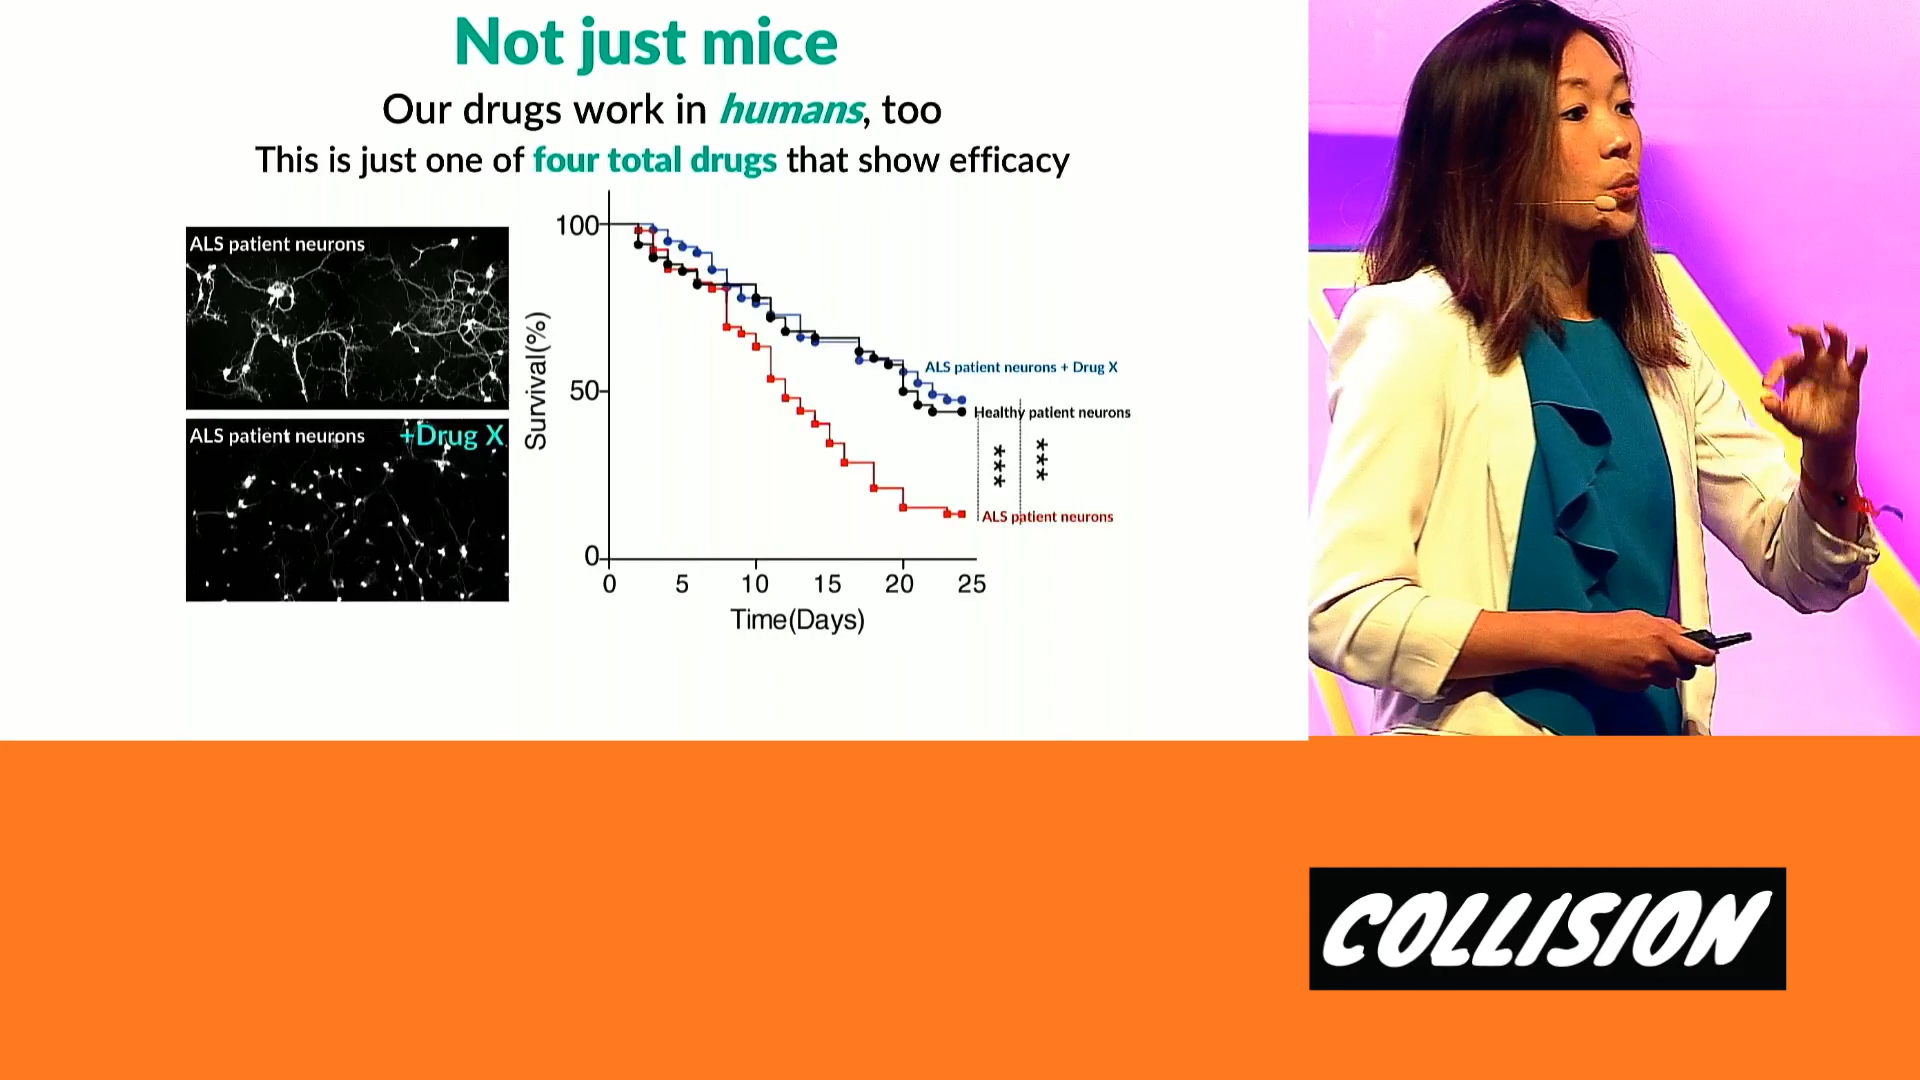 Not just mice
Our drugs work in humans, too
This is just one of four total drugs that show efficacy
ALS patient neurons
ALS patient neurons +Drug X
Survival(%)
100
50
0
0 5 10 15 20 25
Time(Days)
ALS patient neurons + Drug X
Healthy patient neurons
*** ***
ALS patient neurons
COLLISION